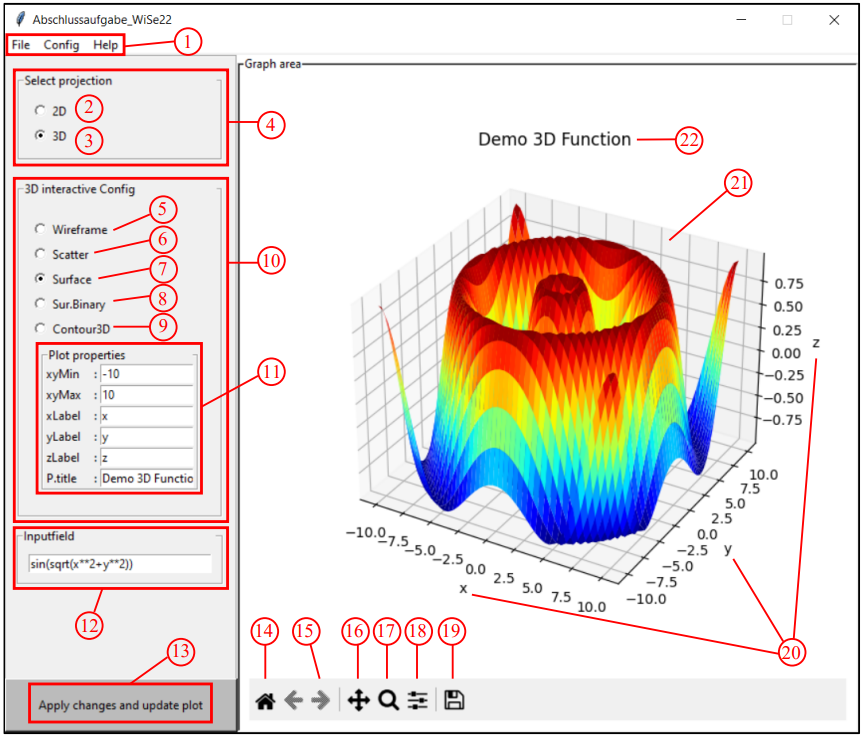 Abschlussaufgabe_WiSe22
File Config Help
1
Graph area
Select projection
2D 2
3D 3
4
Demo 3D Function 22
21
3D interactive Config
Wireframe 5
Scatter 6
Surface 7
Sur.Binary 8
Contour3D 9
10
Plot properties
xyMin : -10
xyMax : 10
xLabel : x
yLabel : y
zLabel : z
P.title : Demo 3D Functio
11
0.75
0.50
0.25
0.00
−0.25
−0.50
−0.75
z
10.0
7.5
5.0
2.5
0.0
−2.5
−5.0
−7.5
−10.0
y
−10.0
−7.5
−5.0
−2.5
0.0
2.5
5.0
7.5
10.0
x
20
Inputfield
sin(sqrt(x**2+y**2))
12
13
14 15 16 17 18 19
Apply changes and update plot